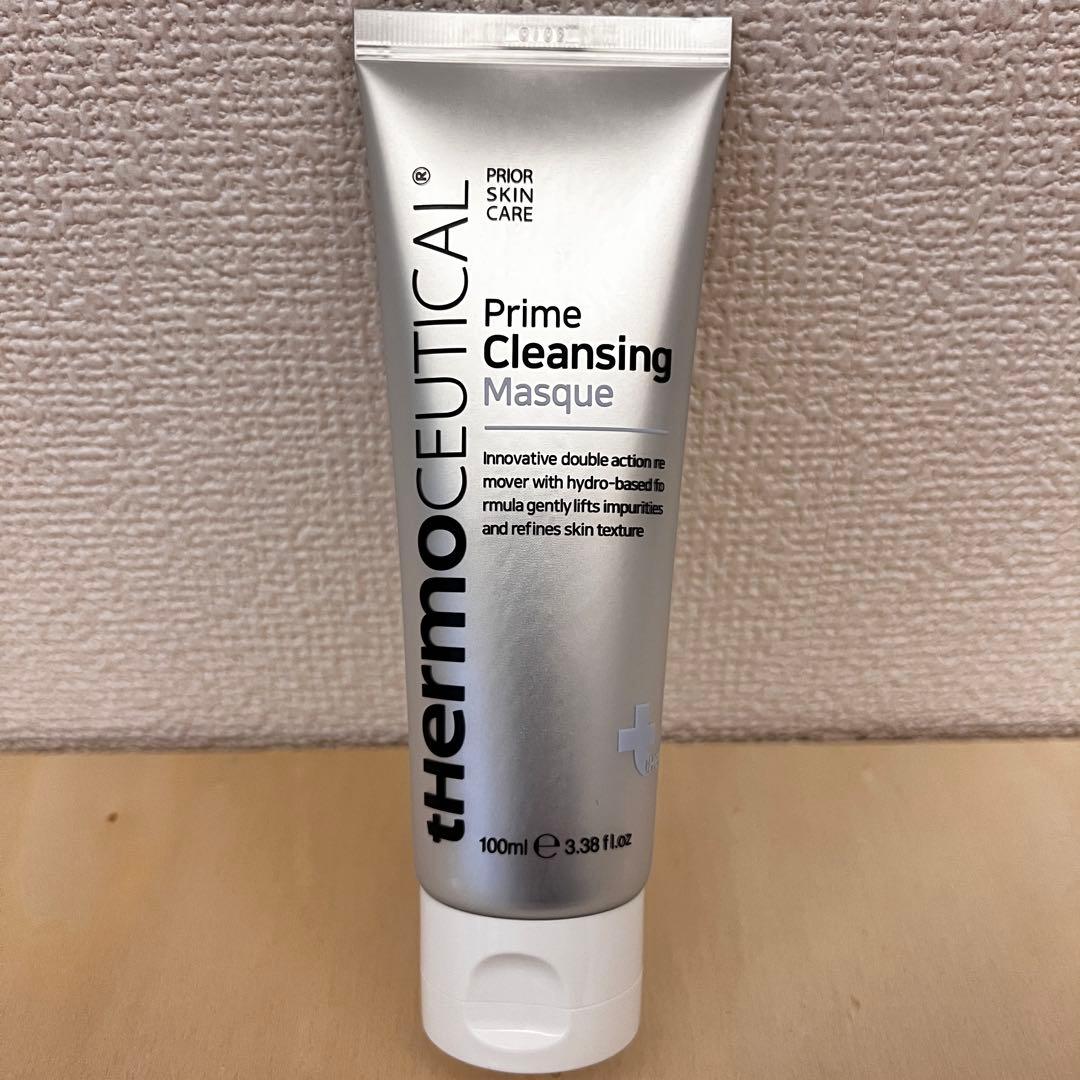 tHermoCEUTICAL®
PRIOR
SKIN
CARE
Prime
Cleansing
Masque
Innovative double action re
mover with hydro-based fo
rmula gently lifts impurities
and refines skin texture
100ml ℮ 3.38 fl.oz